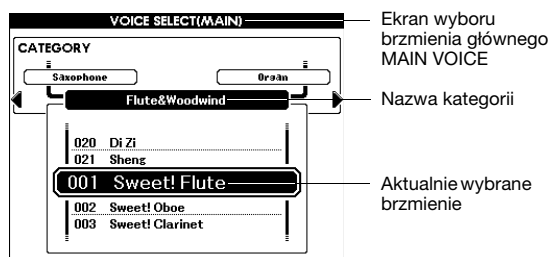 VOICE SELECT(MAIN)
Ekran wyboru
brzmienia głównego
MAIN VOICE
CATEGORY
Saxophone
Organ
Flute&Woodwind
Nazwa kategorii
020 Di Zi
021 Sheng
001 Sweet! Flute
Aktualnie wybrane
brzmienie
002 Sweet! Oboe
003 Sweet! Clarinet